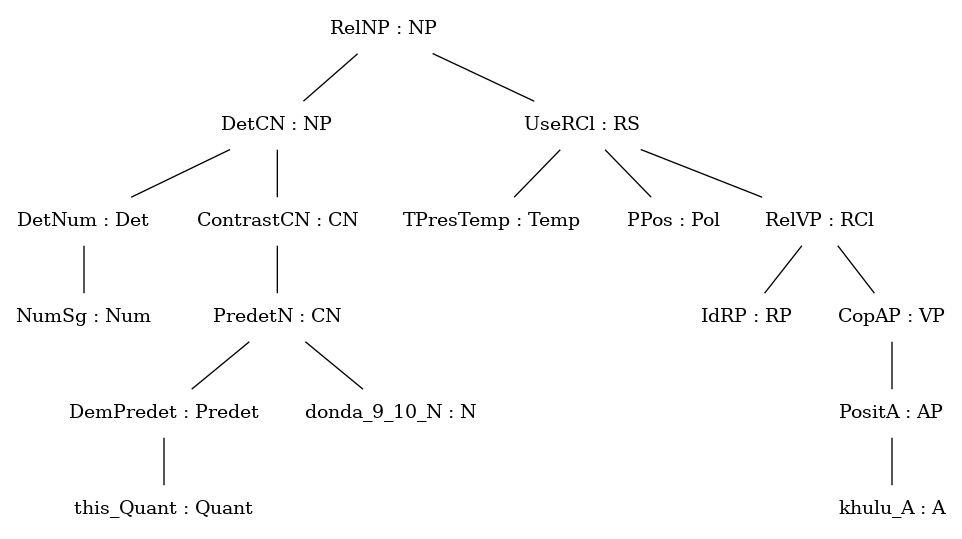 RelNP : NP
DetCN : NP
UseRCl : RS
DetNum : Det
ContrastCN : CN
TPresTemp : Temp
PPos : Pol
RelVP : RCl
NumSg : Num
PredetN : CN
IdRP : RP
CopAP : VP
DemPredet : Predet
donda_9_10_N : N
PositA : AP
this_Quant : Quant
khulu_A : A